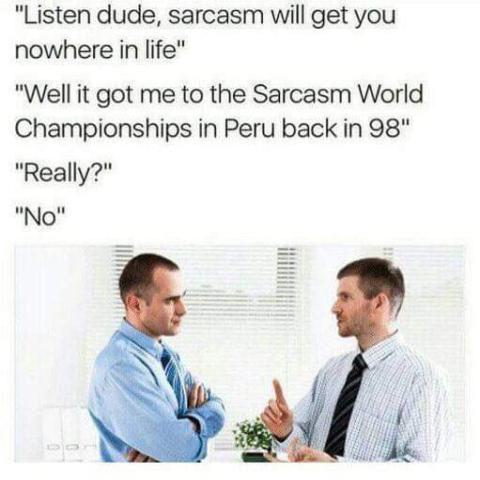 "Listen dude, sarcasm will get you
nowhere in life"
"Well it got me to the Sarcasm World
Championships in Peru back in 98"
"Really?"
"No"